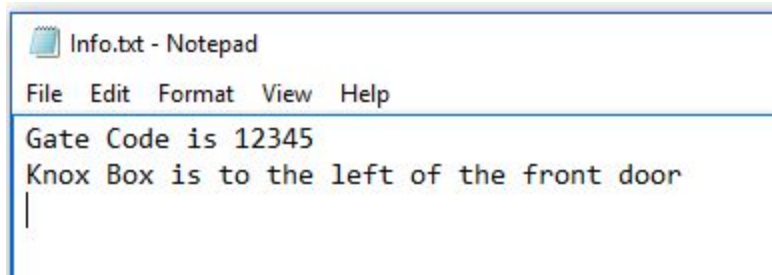 Info.txt - Notepad
File Edit Format View Help
Gate Code is 12345
Knox Box is to the left of the front door